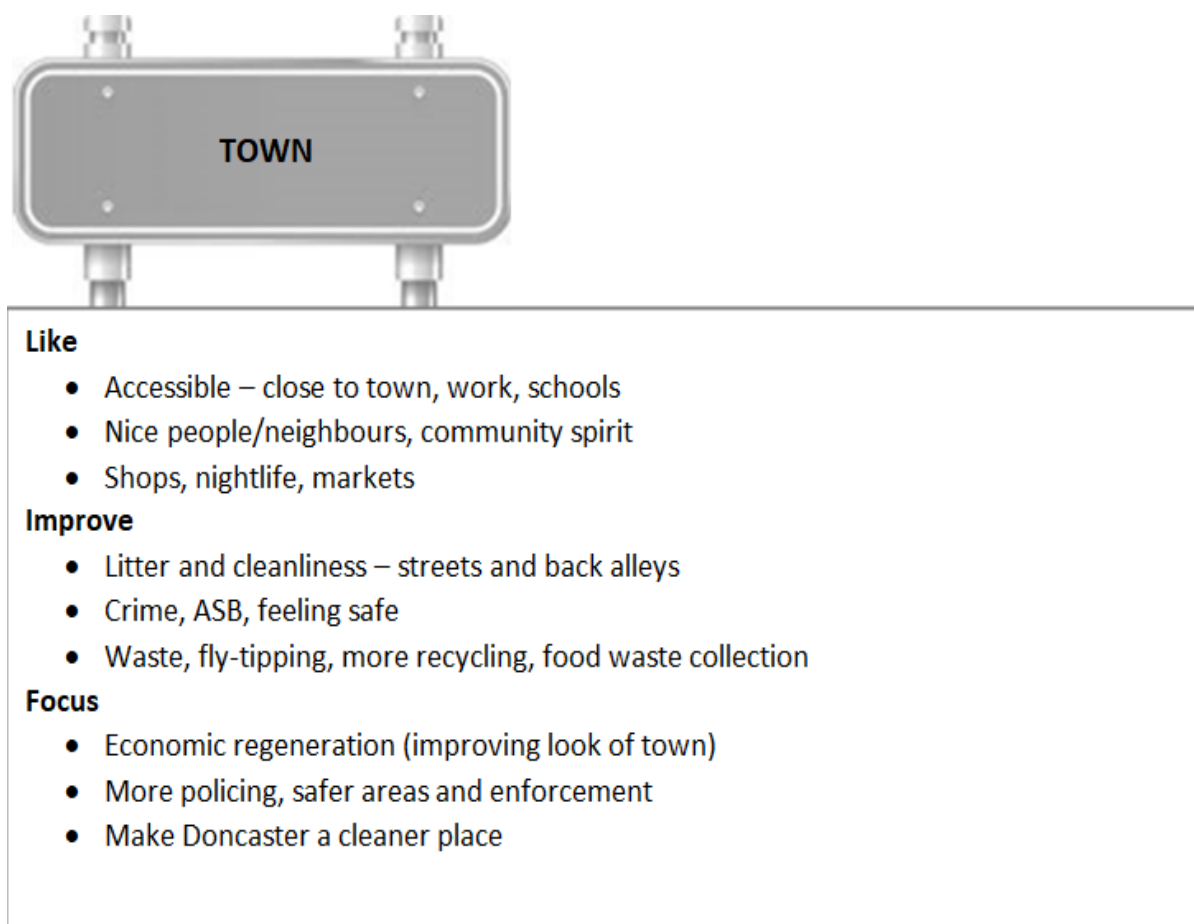 TOWN
Like
• Accessible – close to town, work, schools
• Nice people/neighbours, community spirit
• Shops, nightlife, markets
Improve
• Litter and cleanliness – streets and back alleys
• Crime, ASB, feeling safe
• Waste, fly-tipping, more recycling, food waste collection
Focus
• Economic regeneration (improving look of town)
• More policing, safer areas and enforcement
• Make Doncaster a cleaner place